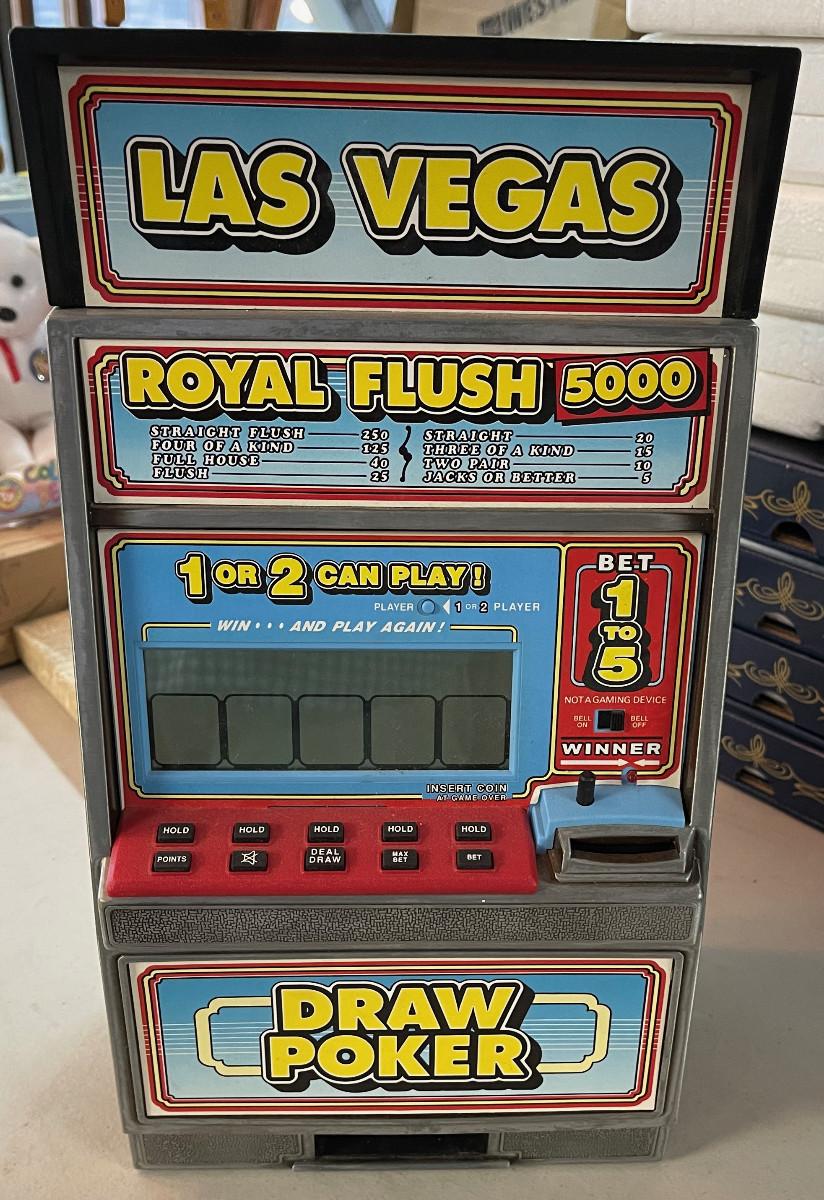 LAS VEGAS
ROYAL FLUSH 5000
STRAIGHT FLUSH 250
FOUR OF A KIND 125
FULL HOUSE 40
FLUSH 25
STRAIGHT 20
THREE OF A KIND 15
TWO PAIR 10
JACKS OR BETTER 5
1 OR 2 CAN PLAY!
PLAYER 1 OR 2 PLAYER
WIN • • • AND PLAY AGAIN!
BET
1
TO
5
NOT A GAMING DEVICE
BELL ON BELL OFF
WINNER
INSERT COIN
AT GAME OVER
HOLD HOLD HOLD HOLD HOLD
POINTS DEAL DRAW MAX BET BET
DRAW
POKER